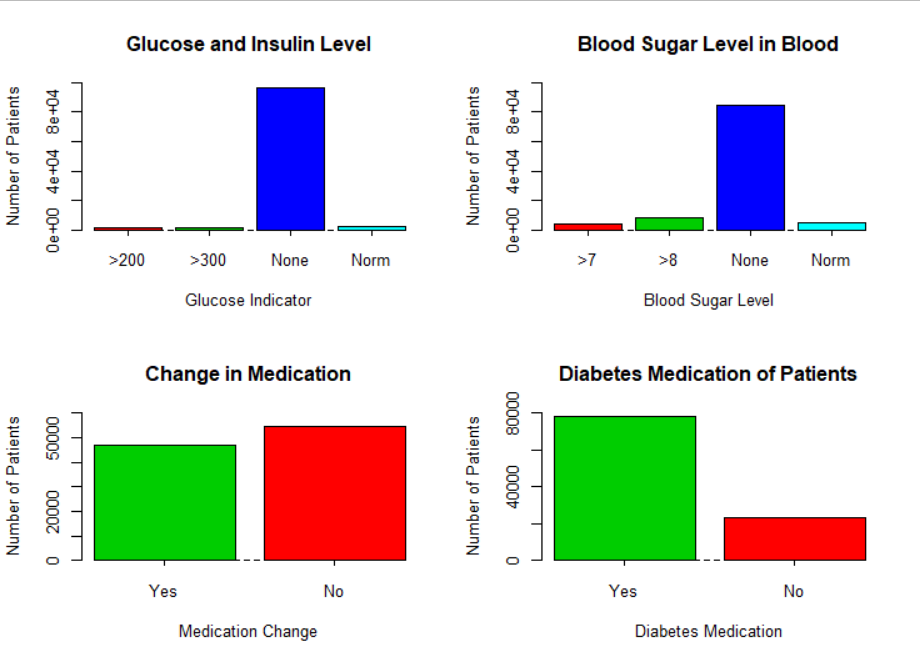 Glucose and Insulin Level
Number of Patients
0e+00 4e+04 8e+04
>200 >300 None Norm
Glucose Indicator
Blood Sugar Level in Blood
Number of Patients
0e+00 4e+04 8e+04
>7 >8 None Norm
Blood Sugar Level
Change in Medication
Number of Patients
0 20000 50000
Yes No
Medication Change
Diabetes Medication of Patients
Number of Patients
0 40000 80000
Yes No
Diabetes Medication